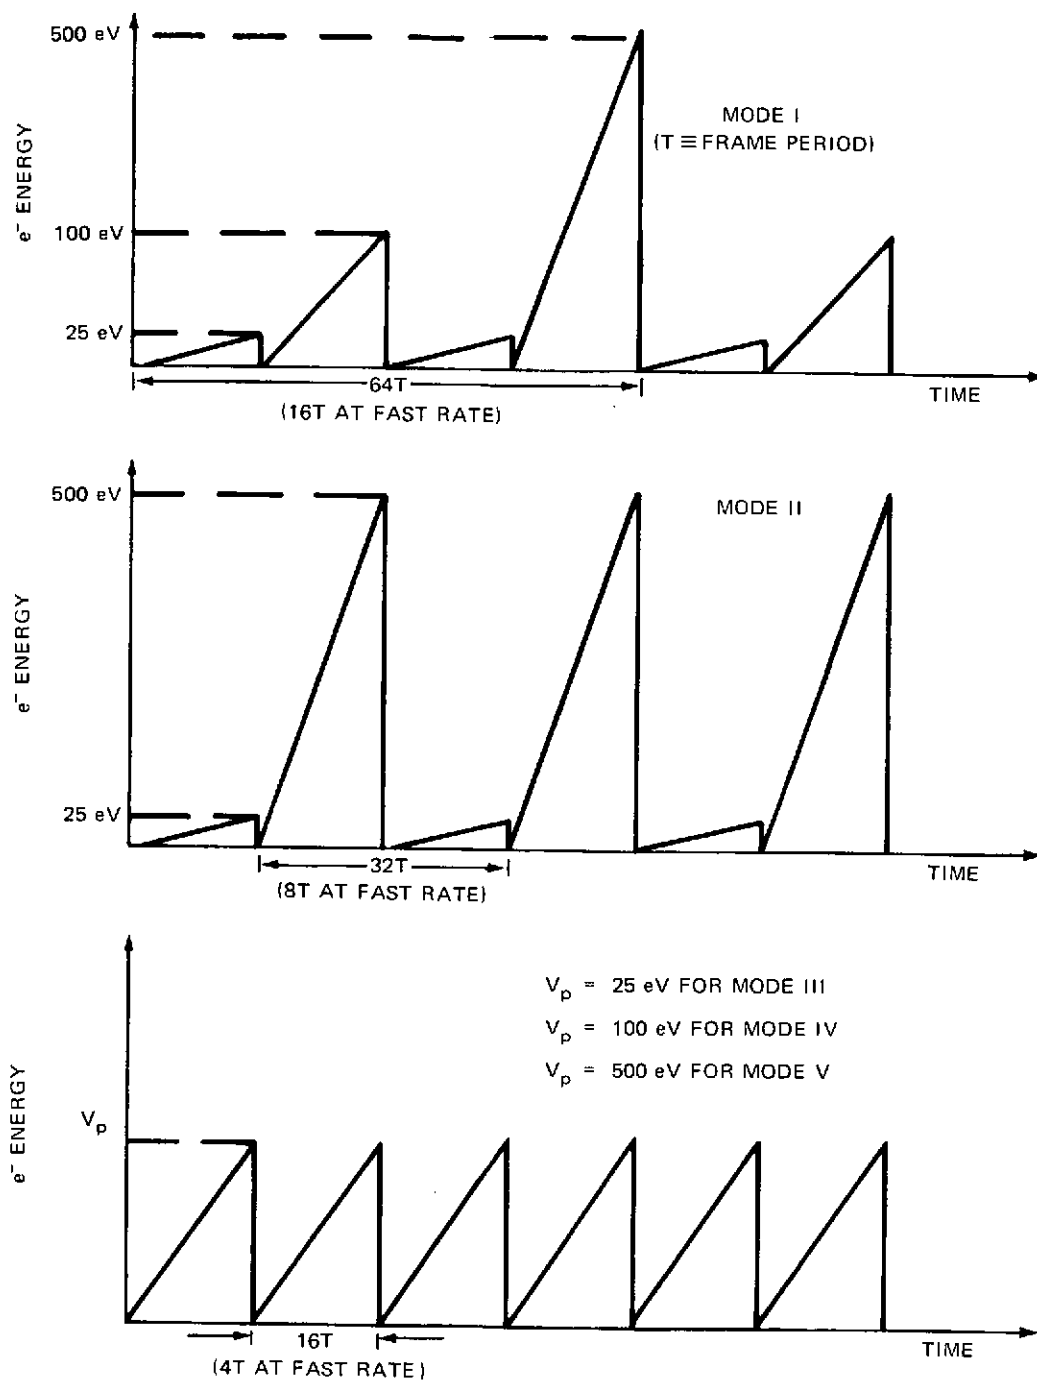 500 eV
MODE I
(T ≡ FRAME PERIOD)
e⁻ ENERGY
100 eV
25 eV
64T
(16T AT FAST RATE)
TIME
500 eV
MODE II
e⁻ ENERGY
25 eV
32T
(8T AT FAST RATE)
TIME
Vp = 25 eV FOR MODE III
Vp = 100 eV FOR MODE IV
Vp = 500 eV FOR MODE V
e⁻ ENERGY
Vp
16T
(4T AT FAST RATE)
TIME